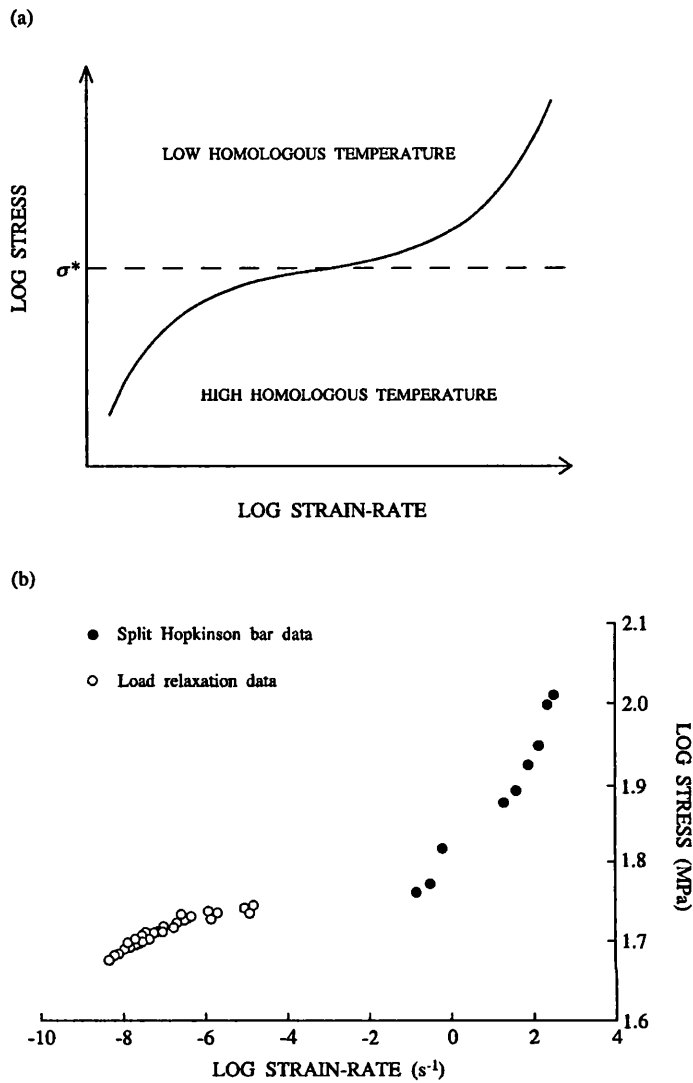 (a)
LOW HOMOLOGOUS TEMPERATURE
LOG STRESS
σ*
HIGH HOMOLOGOUS TEMPERATURE
LOG STRAIN-RATE
(b)
Split Hopkinson bar data
Load relaxation data
2.1
2.0
1.9
1.8
1.7
1.6
LOG STRESS (MPa)
-10 -8 -6 -4 -2 0 2 4
LOG STRAIN-RATE (s⁻¹)